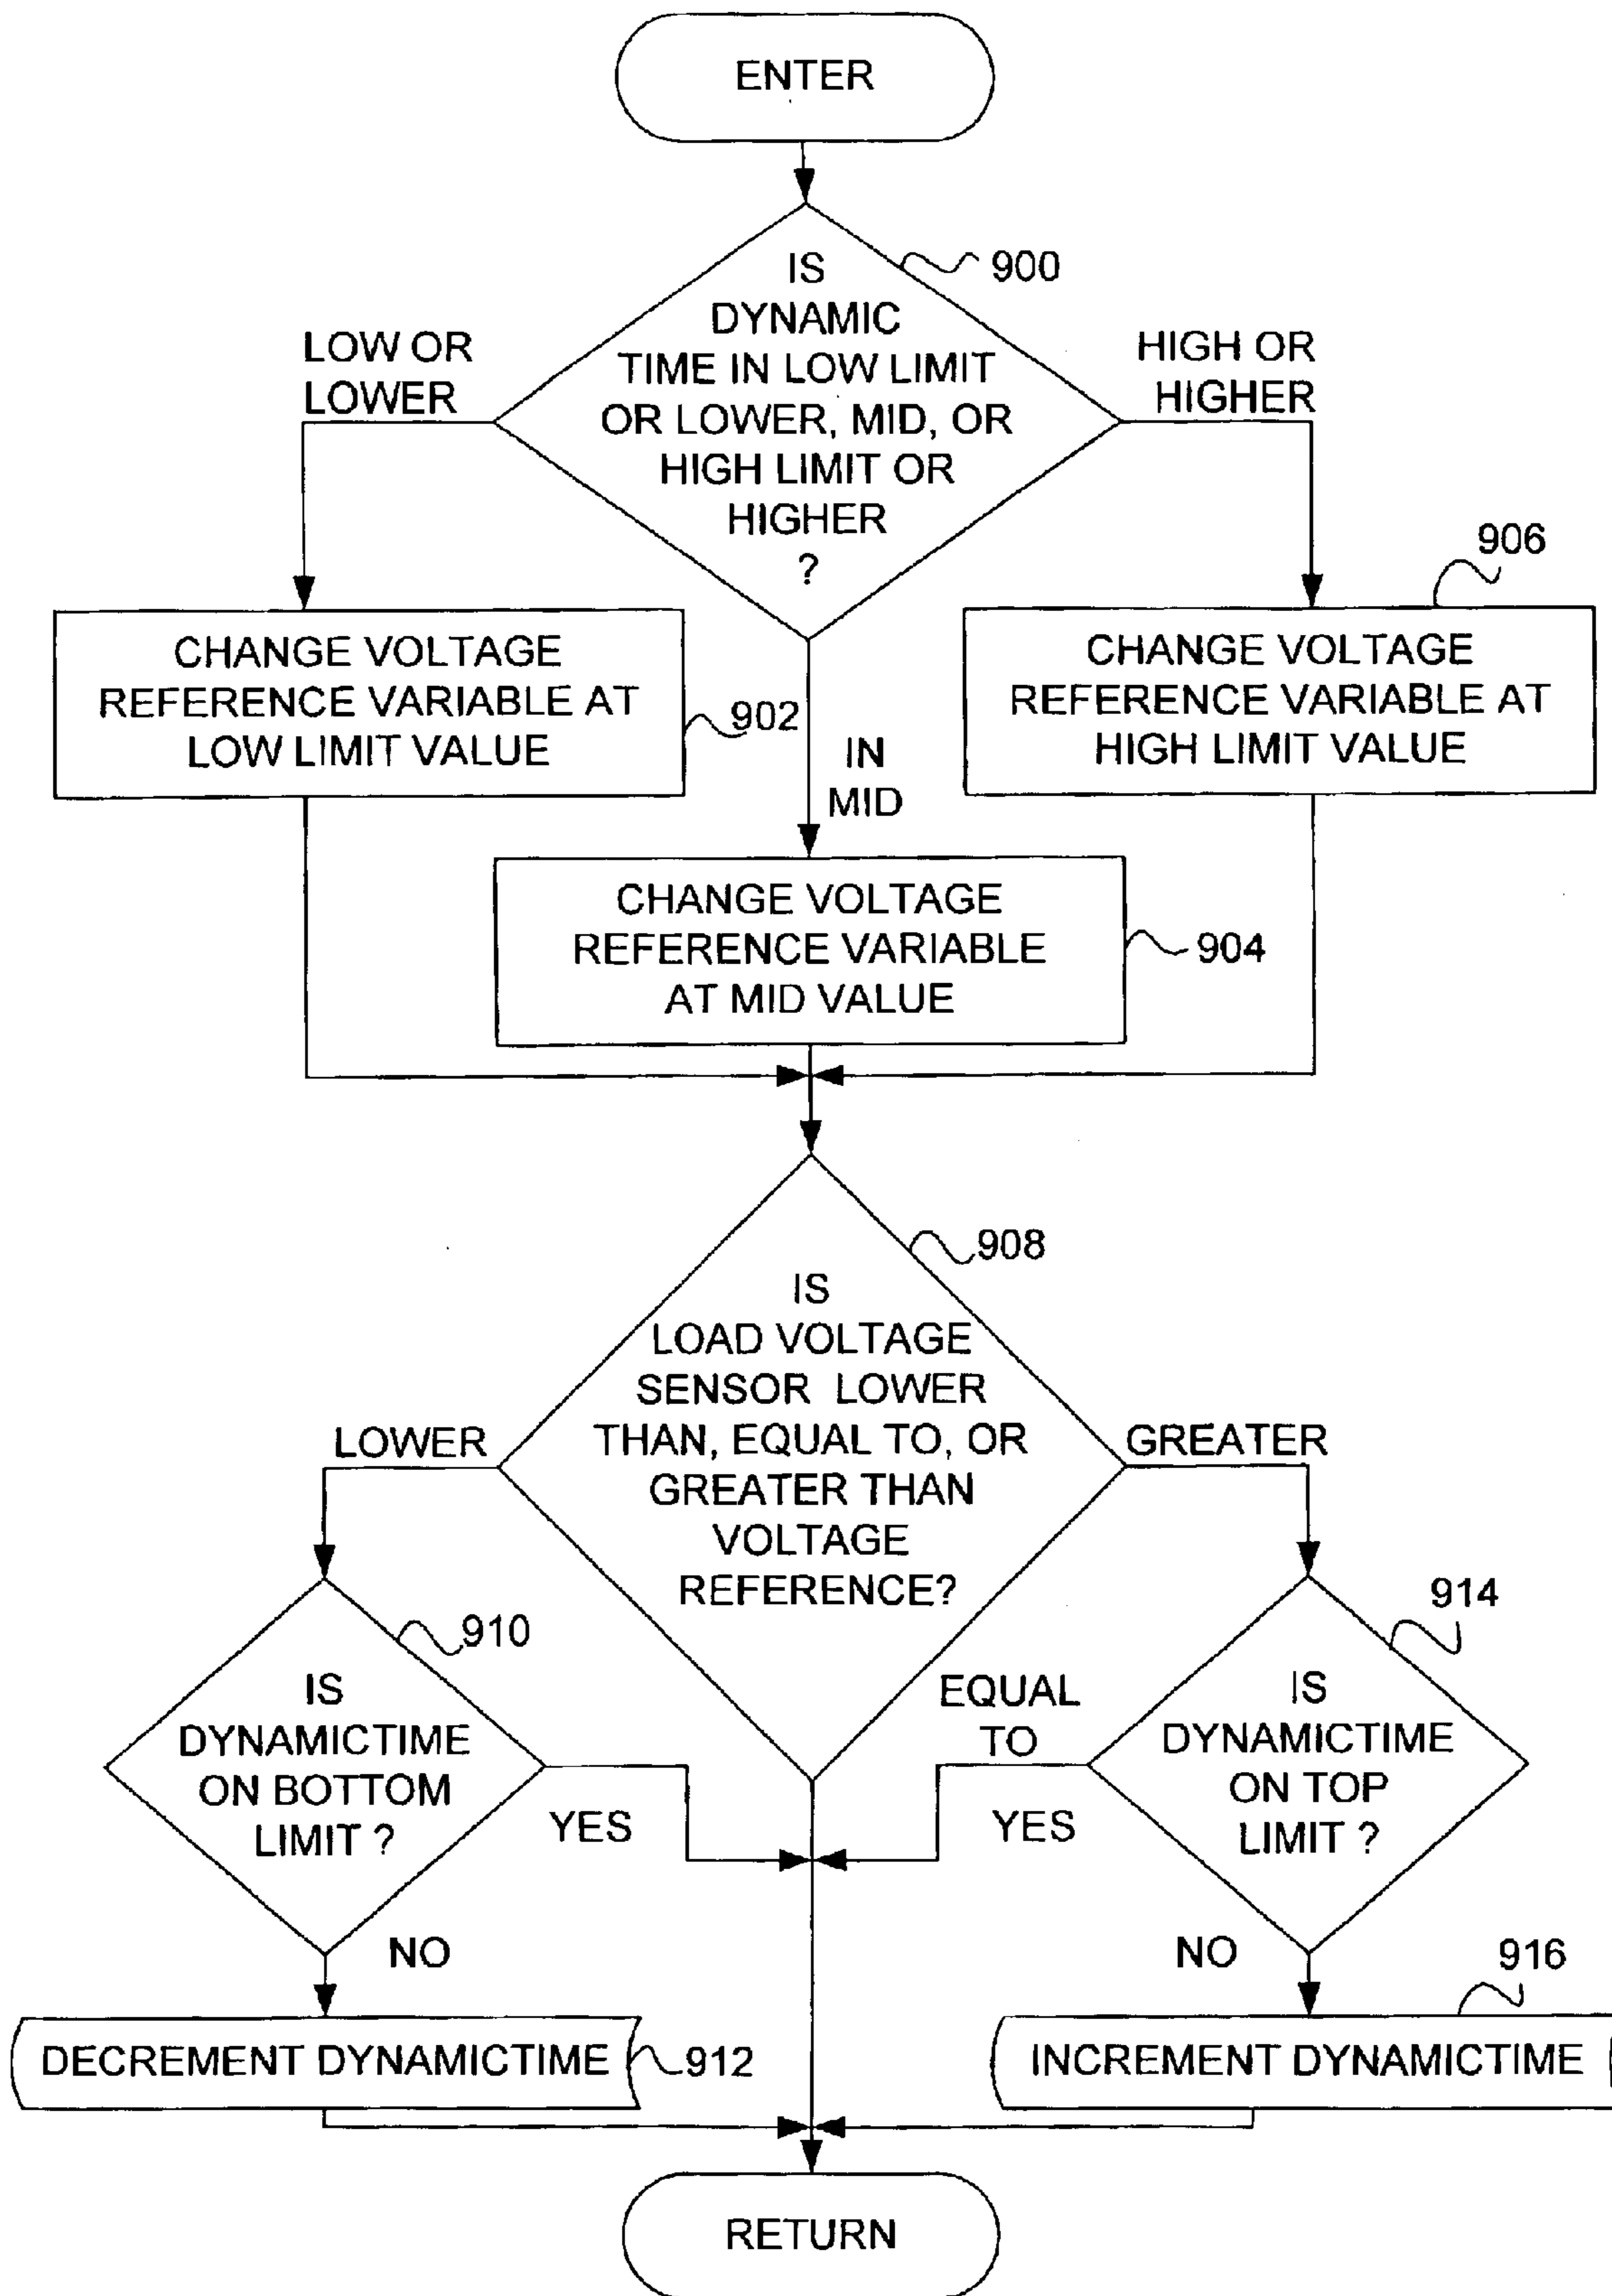 ENTER
IS
DYNAMIC
TIME IN LOW LIMIT
OR LOWER, MID, OR
HIGH LIMIT OR
HIGHER
?
900
LOW OR
LOWER
HIGH OR
HIGHER
906
CHANGE VOLTAGE
REFERENCE VARIABLE AT
LOW LIMIT VALUE
902
IN
MID
CHANGE VOLTAGE
REFERENCE VARIABLE AT
HIGH LIMIT VALUE
CHANGE VOLTAGE
REFERENCE VARIABLE
AT MID VALUE
904
908
IS
LOAD VOLTAGE
SENSOR LOWER
THAN, EQUAL TO, OR
GREATER THAN
VOLTAGE
REFERENCE?
LOWER
GREATER
910
IS
DYNAMICTIME
ON BOTTOM
LIMIT ?
YES
EQUAL
TO
YES
914
IS
DYNAMICTIME
ON TOP
LIMIT ?
NO
NO
916
DECREMENT DYNAMICTIME
912
INCREMENT DYNAMICTIME
RETURN